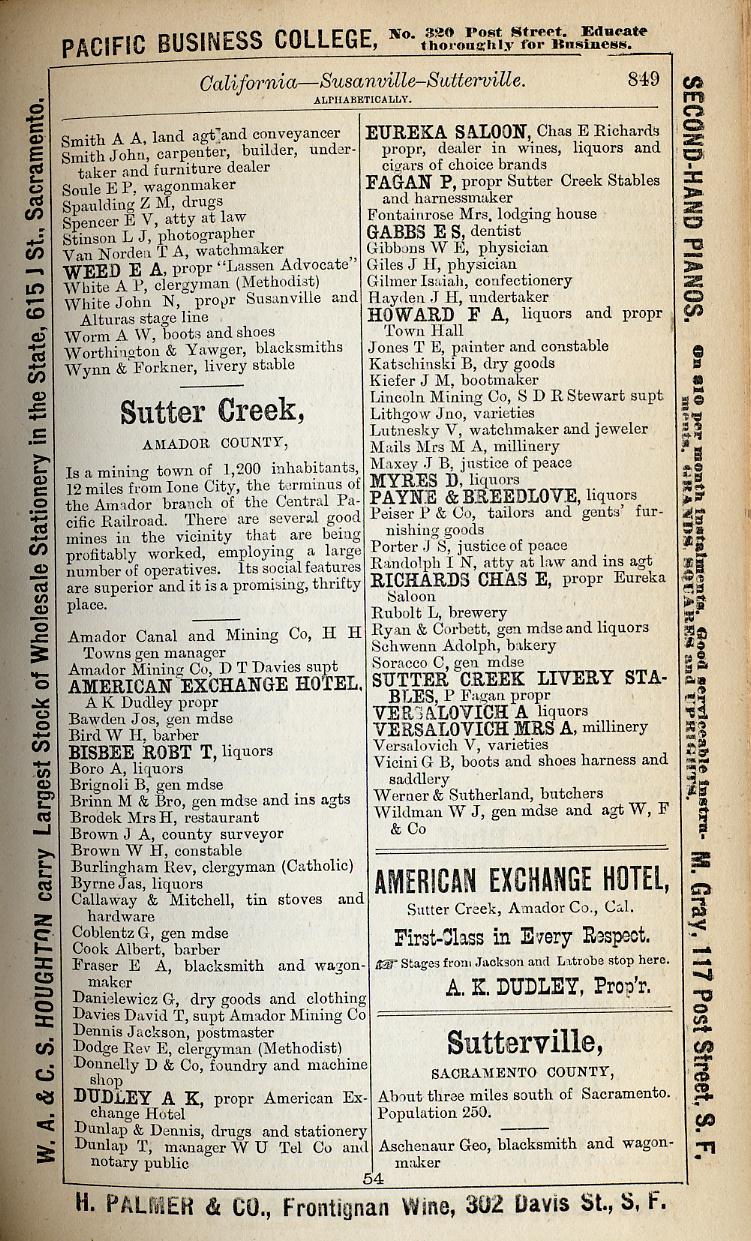 PACIFIC BUSINESS COLLEGE, No. 320 Post Street. Educate
thoroughly for Business.
California—Susanville–Sutterville. 849
ALPHABETICALLY.
Smith A A, land agt and conveyancer
Smith John, carpenter, builder, under-
taker and furniture dealer
Soule E P, wagonmaker
Spaulding Z M, drugs
Spencer E V, atty at law
Stinson L J, photographer
Van Norden T A, watchmaker
WEED E A, propr "Lassen Advocate"
White A P, clergyman (Methodist)
White John N, propr Susanville and
Alturas stage line
Worm A W, boots and shoes
Worthington & Yawger, blacksmiths
Wynn & Forkner, livery stable
Sutter Creek,
AMADOR COUNTY,
Is a mining town of 1,200 inhabitants,
12 miles from Ione City, the terminus of
the Amador branch of the Central Pa-
cific Railroad. There are several good
mines in the vicinity that are being
profitably worked, employing a large
number of operatives. Its social features
are superior and it is a promising, thrifty
place.
Amador Canal and Mining Co, H H
Towns gen manager
Amador Mining Co, D T Davies supt
AMERICAN EXCHANGE HOTEL,
A K Dudley propr
Bawden Jos, gen mdse
Bird W H, barber
BISBEE ROBT T, liquors
Boro A, liquors
Brignoli B, gen mdse
Brinn M & Bro, gen mdse and ins agts
Brodek Mrs H, restaurant
Brown J A, county surveyor
Brown W H, constable
Burlingham Rev, clergyman (Catholic)
Byrne Jas, liquors
Callaway & Mitchell, tin stoves and
hardware
Coblentz G, gen mdse
Cook Albert, barber
Fraser E A, blacksmith and wagon-
maker
Danielewicz G, dry goods and clothing
Davies David T, supt Amador Mining Co
Dennis Jackson, postmaster
Dodge Rev E, clergyman (Methodist)
Donnelly D & Co, foundry and machine
shop
DUDLEY A K, propr American Ex-
change Hotel
Dunlap & Dennis, drugs and stationery
Dunlap T, manager W U Tel Co and
notary public
EUREKA SALOON, Chas E Richards
propr, dealer in wines, liquors and
cigars of choice brands
FAGAN P, propr Sutter Creek Stables
and harnessmaker
Fontainrose Mrs, lodging house
GABBS E S, dentist
Gibbons W E, physician
Giles J H, physician
Gilmer Isaiah, confectionery
Hayden J H, undertaker
HOWARD F A, liquors and propr
Town Hall
Jones T E, painter and constable
Katschinski B, dry goods
Kiefer J M, bootmaker
Lincoln Mining Co, S D R Stewart supt
Lithgow Jno, varieties
Lutnesky V, watchmaker and jeweler
Mails Mrs M A, millinery
Maxey J B, justice of peace
MYRES D, liquors
PAYNE & BREEDLOVE, liquors
Peiser P & Co, tailors and gents' fur-
nishing goods
Porter J S, justice of peace
Randolph I N, atty at law and ins agt
RICHARDS CHAS E, propr Eureka
Saloon
Rubolt L, brewery
Ryan & Corbett, gen mdse and liquors
Schwenn Adolph, bakery
Soracco C, gen mdse
SUTTER CREEK LIVERY STA-
BLES, P Fagan propr
VERSALOVICH A liquors
VERSALOVICH MRS A, millinery
Versalovich V, varieties
Vicini G B, boots and shoes harness and
saddlery
Werner & Sutherland, butchers
Wildman W J, gen mdse and agt W, F
& Co
AMERICAN EXCHANGE HOTEL,
Sutter Creek, Amador Co., Cal.
First-Class in Every Respect.
☞ Stages from Jackson and Latrobe stop here.
A. K. DUDLEY, Prop'r.
Sutterville,
SACRAMENTO COUNTY,
About three miles south of Sacramento.
Population 250.
Aschenaur Geo, blacksmith and wagon-
maker
54
H. PALMER & CO., Frontignan Wine, 302 Davis St., S, F.
W. A. & C. S. HOUGHTON carry Largest Stock of Wholesale Stationery in the State, 615 J St., Sacramento.
SECOND-HAND PIANOS. On $10 per month instalments. Good serviceable instru-
ments. GRANDS, SQUARES and UPRIGHTS. M. Gray, 117 Post Street, S. F.